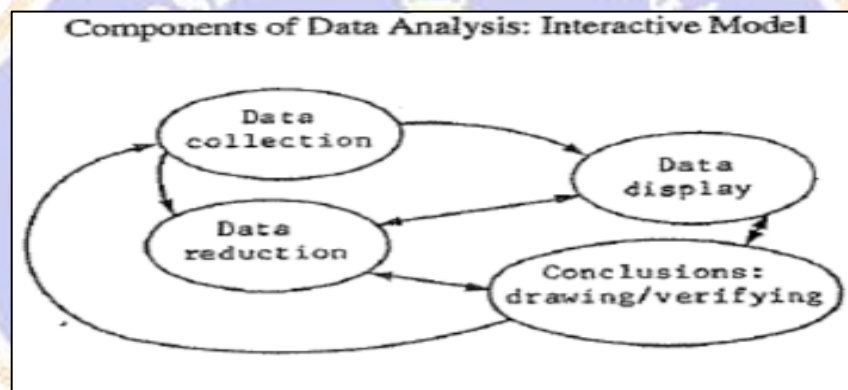 Components of Data Analysis: Interactive Model
Data
collection
Data
display
Data
reduction
Conclusions:
drawing/verifying